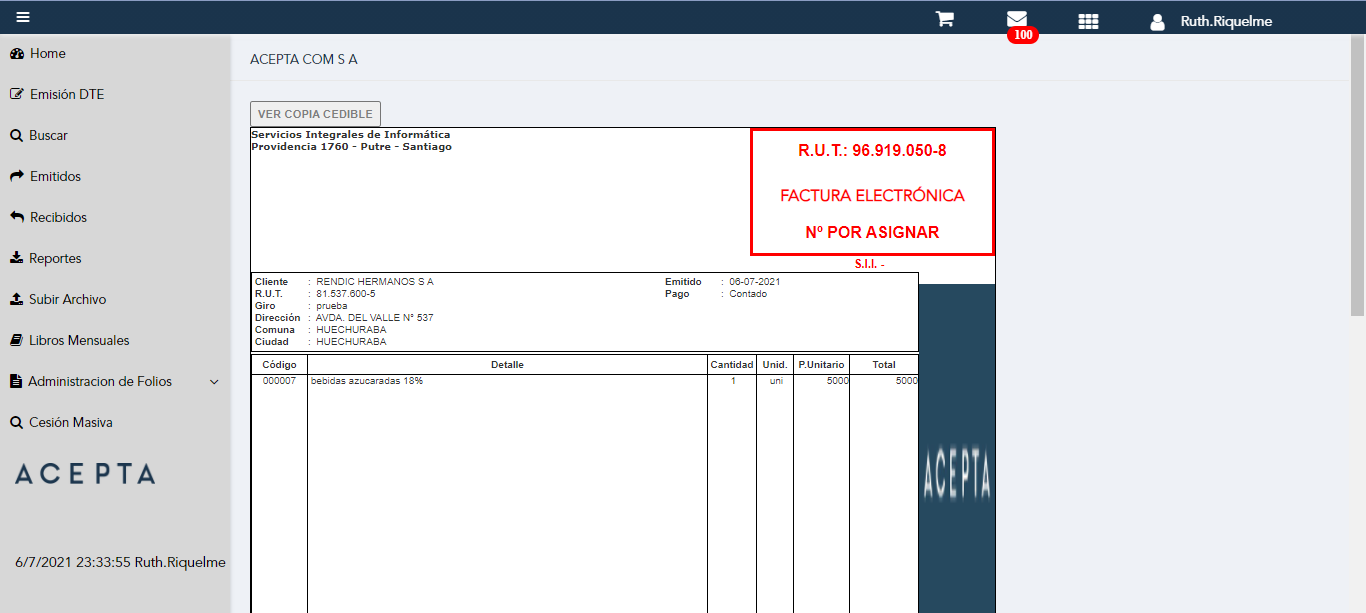 Ruth.Riquelme
100
Home
Emisión DTE
Buscar
Emitidos
Recibidos
Reportes
Subir Archivo
Libros Mensuales
Administracion de Folios
Cesión Masiva
ACEPTA
6/7/2021 23:33:55 Ruth.Riquelme
ACEPTA COM S A
VER COPIA CEDIBLE
Servicios Integrales de Informática
Providencia 1760 - Putre - Santiago
R.U.T.: 96.919.050-8
FACTURA ELECTRÓNICA
Nº POR ASIGNAR
S.I.I. -
Cliente : RENDIC HERMANOS S A Emitido : 06-07-2021
R.U.T. : 81.537.600-5 Pago : Contado
Giro : prueba
Dirección : AVDA. DEL VALLE N° 537
Comuna : HUECHURABA
Ciudad : HUECHURABA
Código Detalle Cantidad Unid. P.Unitario Total
000007 bebidas azucaradas 18% 1 uni 5000 5000
ACEPTA